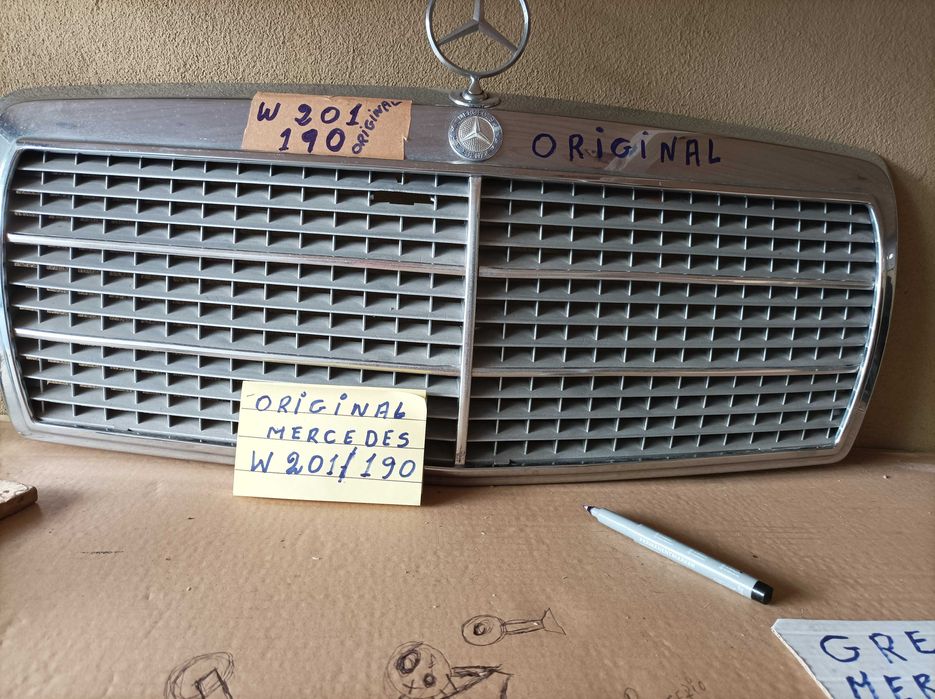 W 201
190 ORIGINAL
ORIGINAL
ORIGINAL
MERCEDES
W 201/190
GRE
MER